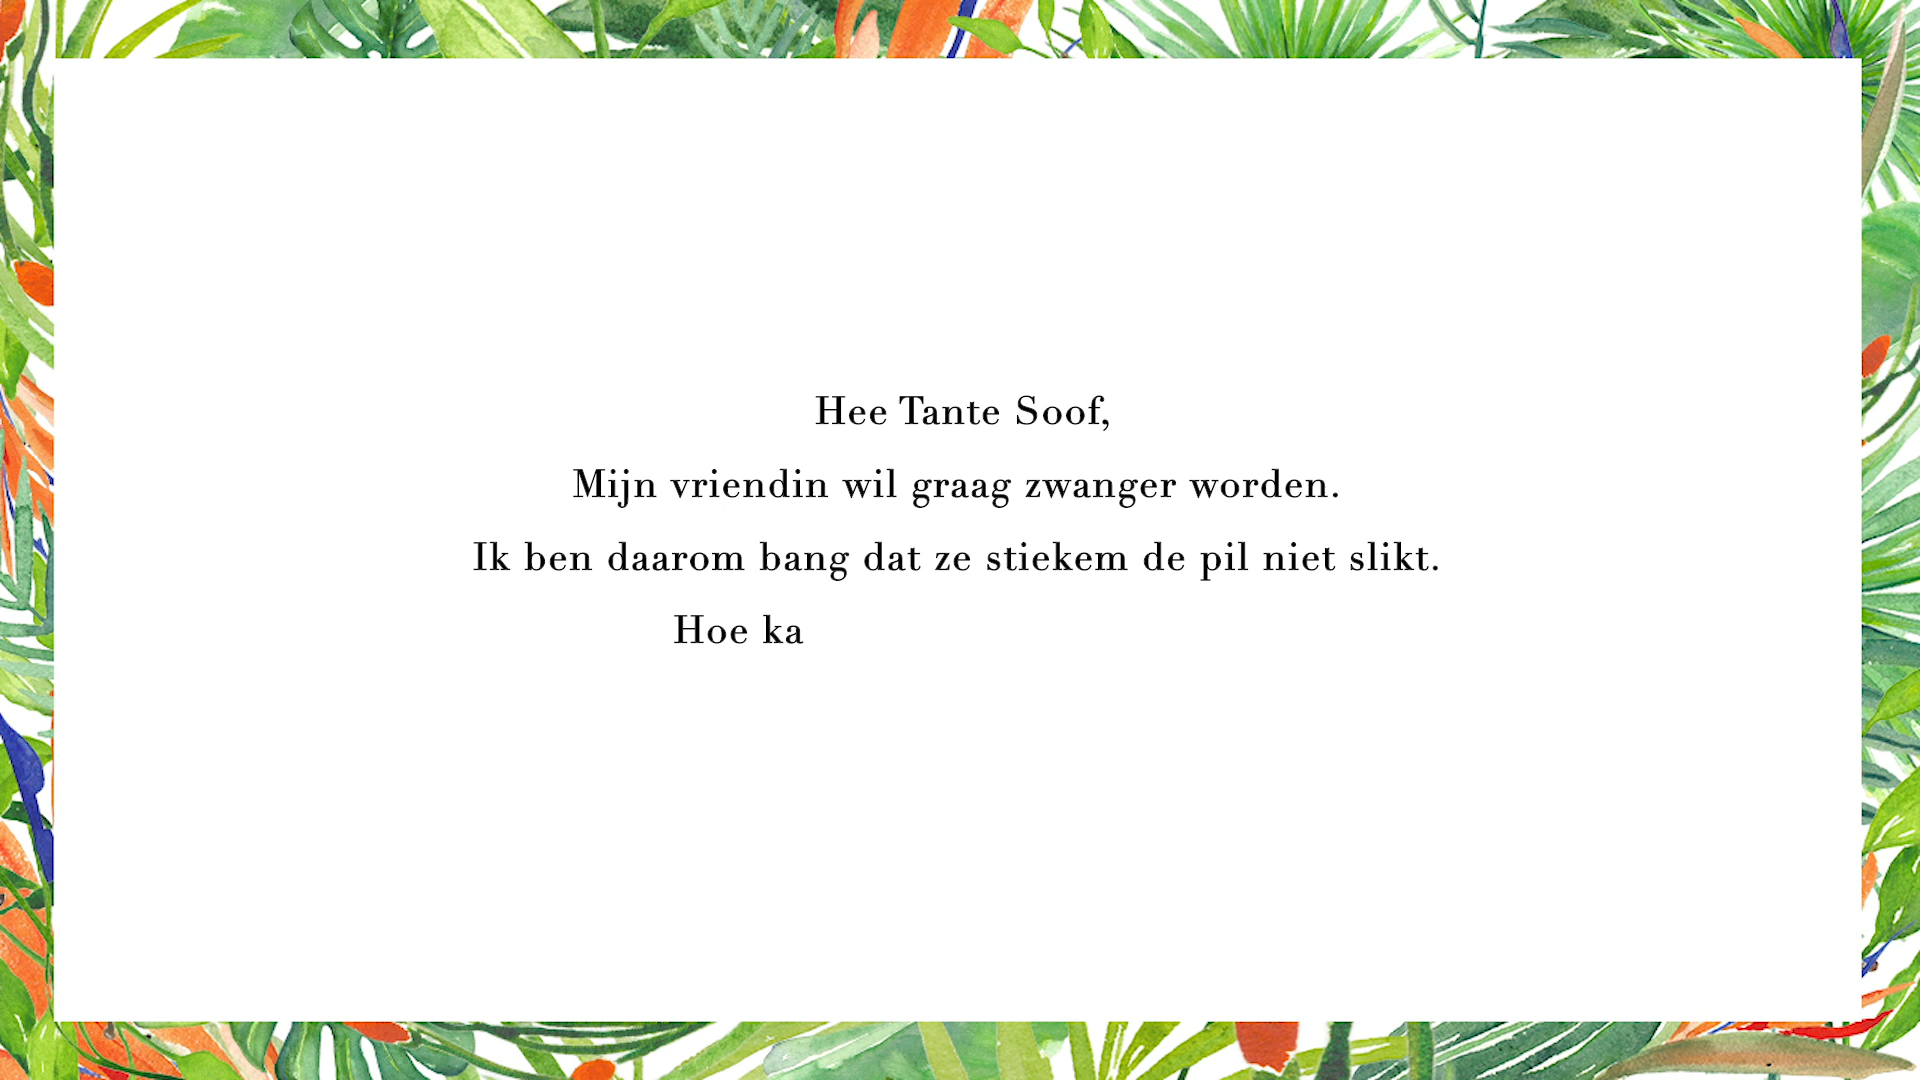 Hee Tante Soof,
Mijn vriendin wil graag zwanger worden.
Ik ben daarom bang dat ze stiekem de pil niet slikt.
Hoe ka